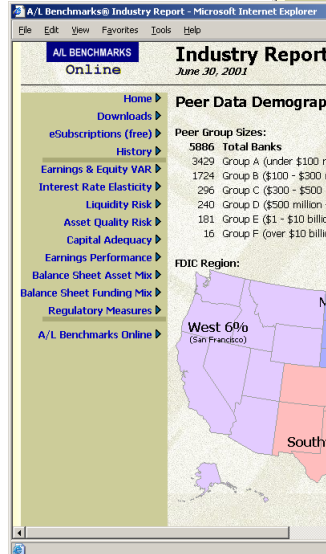 A/L Benchmarks® Industry Report - Microsoft Internet Explorer
File Edit View Favorites Tools Help
A/L BENCHMARKS
Online
Industry Report
June 30, 2001
Home
Downloads
eSubscriptions (free)
History
Earnings & Equity VAR
Interest Rate Elasticity
Liquidity Risk
Asset Quality Risk
Capital Adequacy
Earnings Performance
Balance Sheet Asset Mix
Balance Sheet Funding Mix
Regulatory Measures
A/L Benchmarks Online
Peer Data Demograp
Peer Group Sizes:
5886 Total Banks
3429 Group A (under $100 m
1724 Group B ($100 - $300 m
296 Group C ($300 - $500
240 Group D ($500 million -
181 Group E ($1 - $10 billio
16 Group F (over $10 billio
FDIC Region:
West 6%
(San Francisco)
South